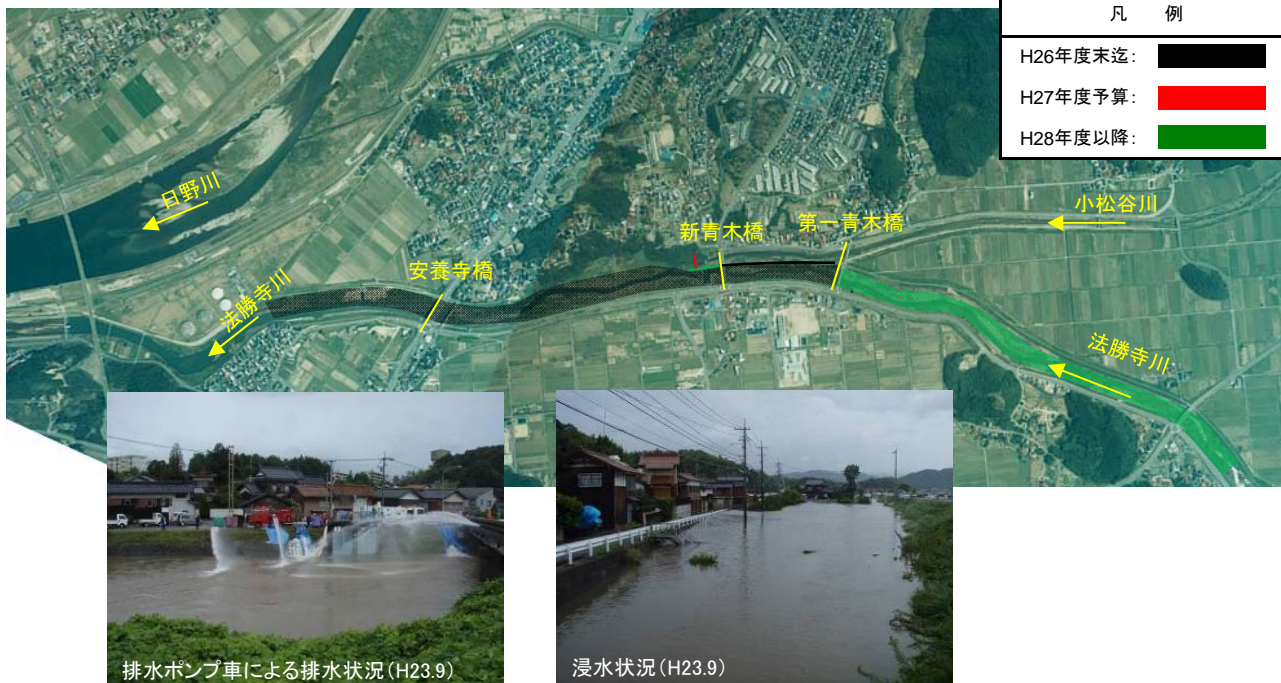 凡 例
H26年度末迄:
H27年度予算:
H28年度以降:
日野川
小松谷川
第一青木橋
新青木橋
安養寺橋
法勝寺川
法勝寺川
排水ポンプ車による排水状況(H23.9)
浸水状況(H23.9)